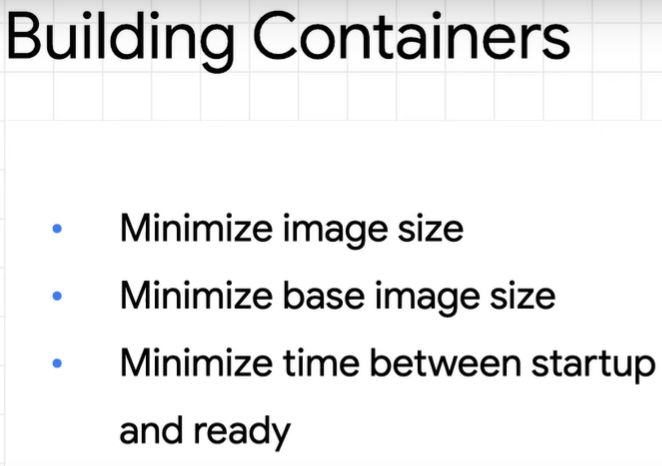 Building Containers
• Minimize image size
• Minimize base image size
• Minimize time between startup
and ready